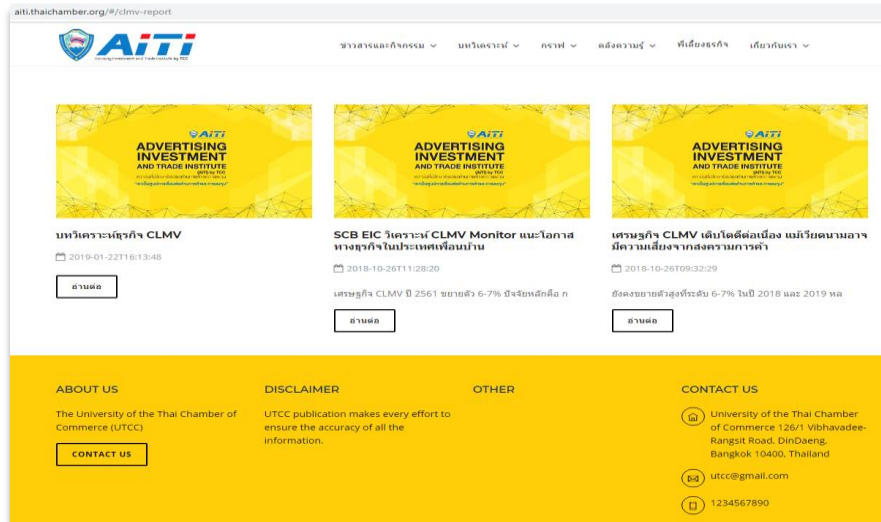 aiti.thaichamber.org/#/clmv-report
AiTi
ข่าวสารและกิจกรรม
บทวิเคราะห์
กราฟ
คลังความรู้
พี่เลี้ยงธุรกิจ
เกี่ยวกับเรา
AiTi
ADVERTISING
INVESTMENT
AND TRADE INSTITUTE
AiTi
ADVERTISING
INVESTMENT
AND TRADE INSTITUTE
AiTi
ADVERTISING
INVESTMENT
AND TRADE INSTITUTE
บทวิเคราะห์ธุรกิจ CLMV
2019-01-22T16:13:48
อ่านต่อ
SCB EIC วิเคราะห์ CLMV Monitor แนะโอกาส
ทางธุรกิจในประเทศเพื่อนบ้าน
2018-10-26T11:28:20
เศรษฐกิจ CLMV ปี 2561 ขยายตัว 6-7% ปัจจัยหลักคือ ก
อ่านต่อ
เศรษฐกิจ CLMV เติบโตดีต่อเนื่อง แม้เวียดนามอาจ
มีความเสี่ยงจากสงครามการค้า
2018-10-26T09:32:29
ยังคงขยายตัวสูงที่ระดับ 6-7% ในปี 2018 และ 2019 หล
อ่านต่อ
ABOUT US
The University of the Thai Chamber of
Commerce (UTCC)
CONTACT US
DISCLAIMER
UTCC publication makes every effort to
ensure the accuracy of all the
information.
OTHER
CONTACT US
University of the Thai Chamber
of Commerce 126/1 Vibhavadee-
Rangsit Road, DinDaeng,
Bangkok 10400, Thailand
utcc@gmail.com
1234567890